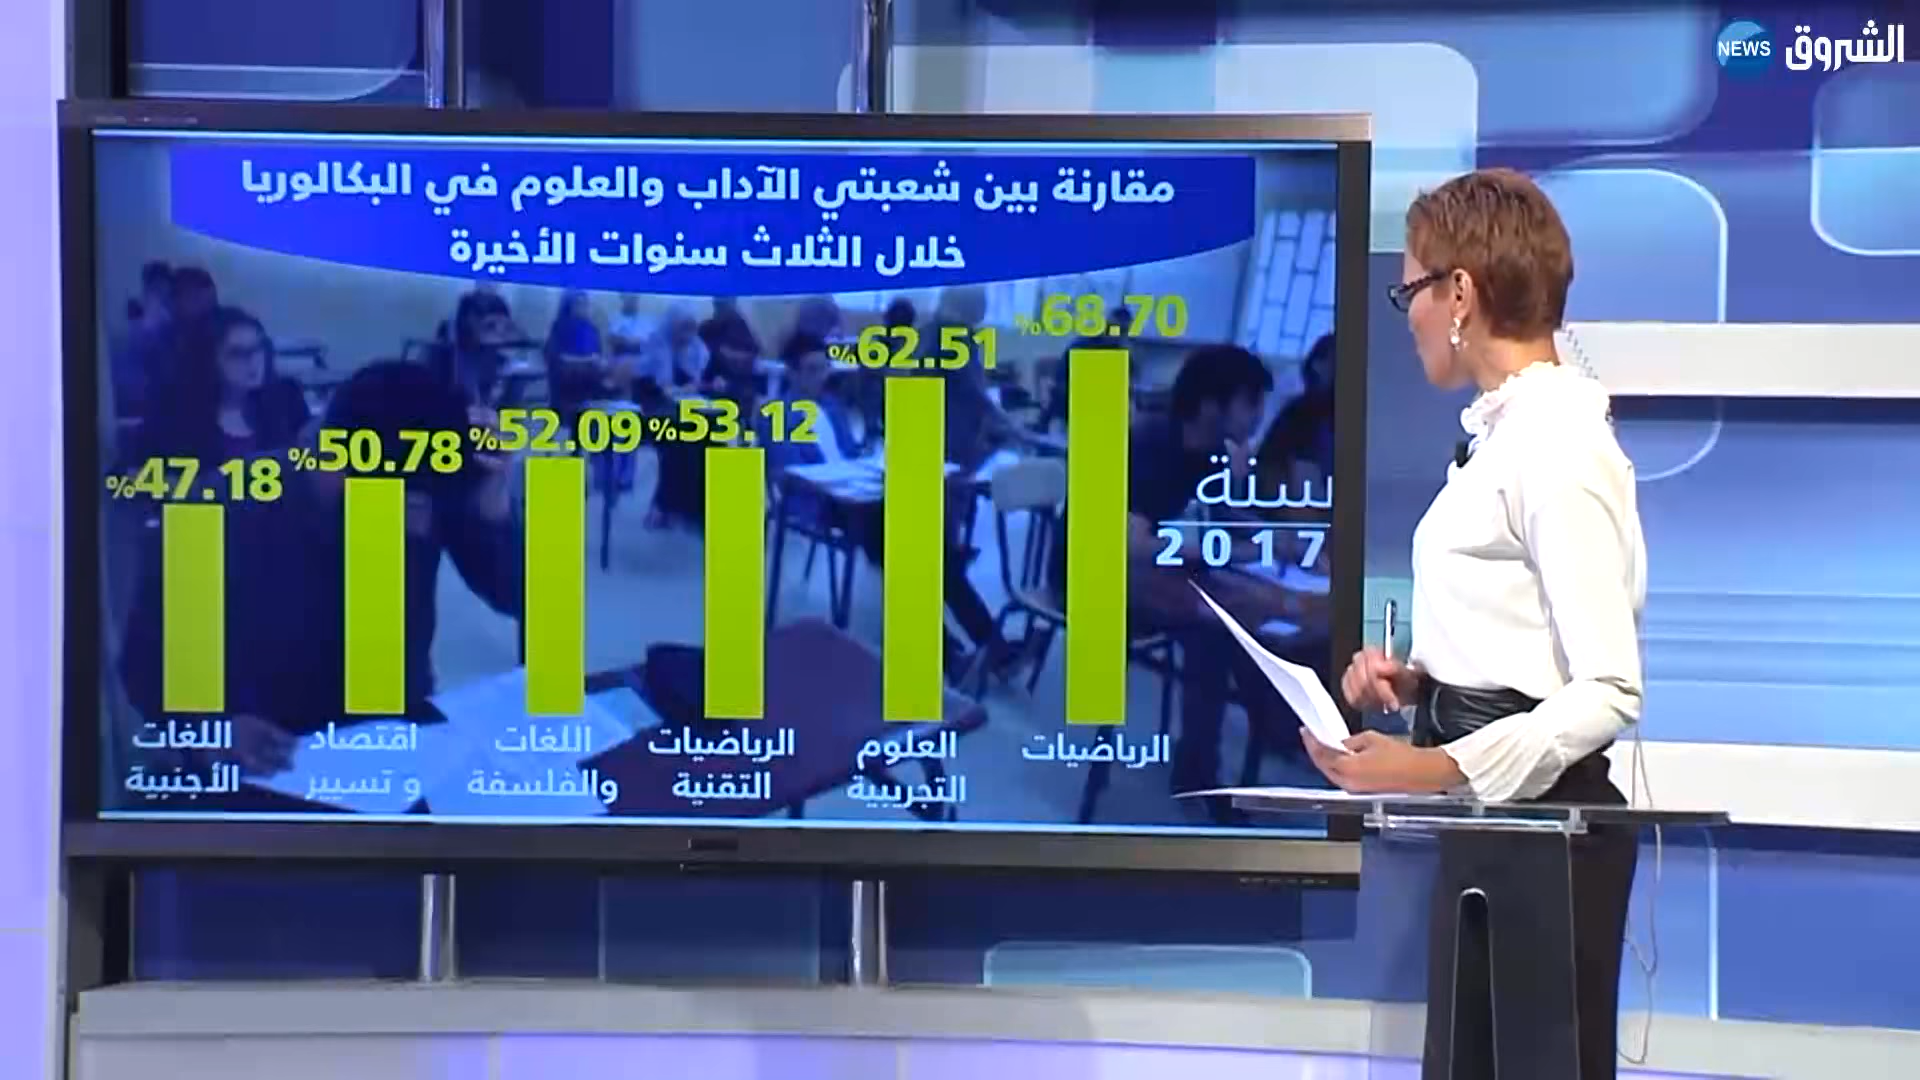 الشروق NEWS
مقارنة بين شعبتي الآداب والعلوم في البكالوريا
خلال الثلاث سنوات الأخيرة
سنة
2017
%68.70
%62.51
%53.12
%52.09
%50.78
%47.18
الرياضيات
العلوم
التجريبية
الرياضيات
التقنية
اللغات
والفلسفة
اقتصاد
و تسيير
اللغات
الأجنبية